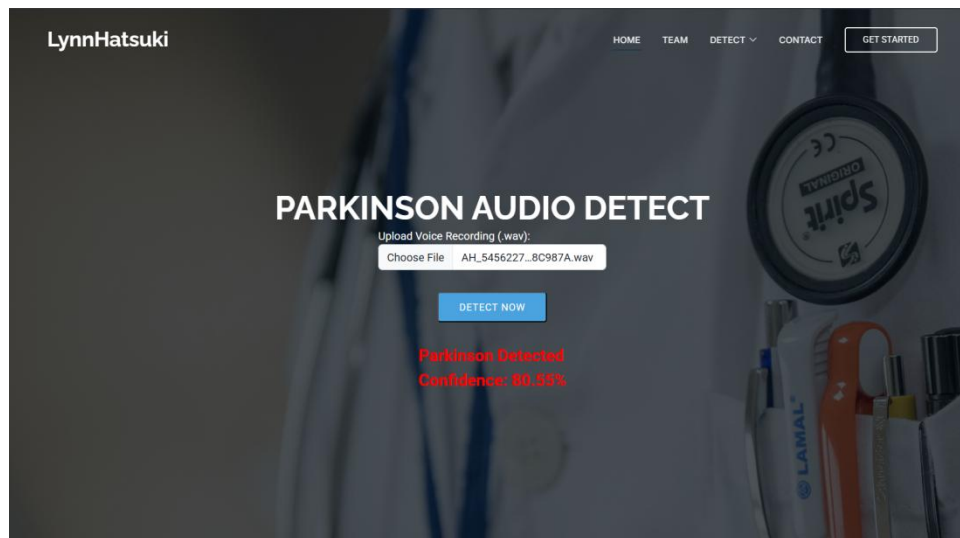 LynnHatsuki
HOME TEAM DETECT CONTACT GET STARTED
PARKINSON AUDIO DETECT
Upload Voice Recording (.wav):
Choose File AH_5456227...8C987A.wav
DETECT NOW
Parkinson Detected
Confidence: 80.55%
ORIGINAL
Spirit
LAMAL